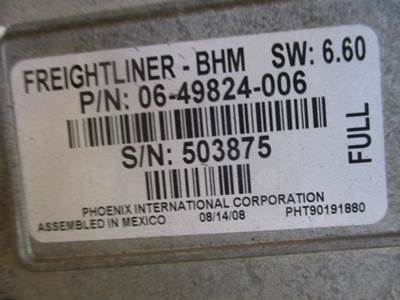 FREIGHTLINER - BHM SW: 6.60
P/N: 06-49824-006
S/N: 503875
FULL
PHOENIX INTERNATIONAL CORPORATION
ASSEMBLED IN MEXICO 08/14/08 PHT90191880